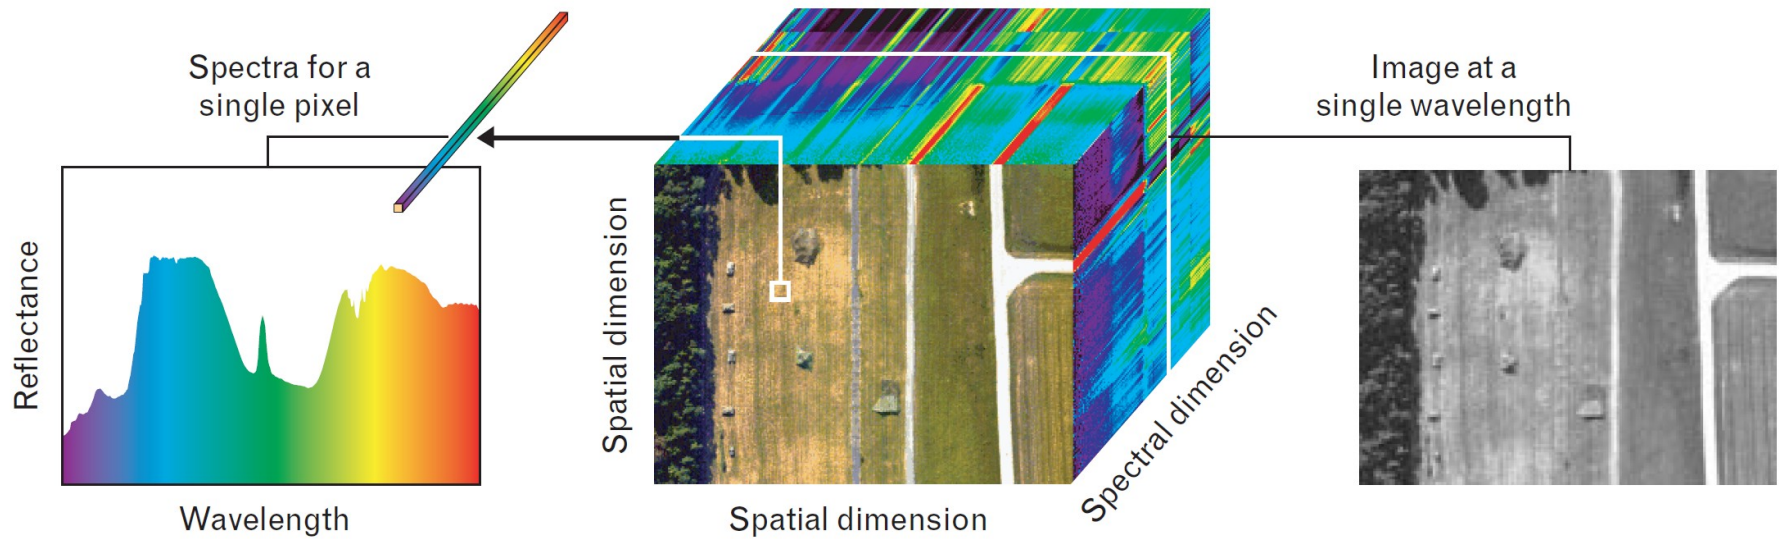 Spectra for a
single pixel
Reflectance
Wavelength
Spatial dimension
Spatial dimension
Spectral dimension
Image at a
single wavelength